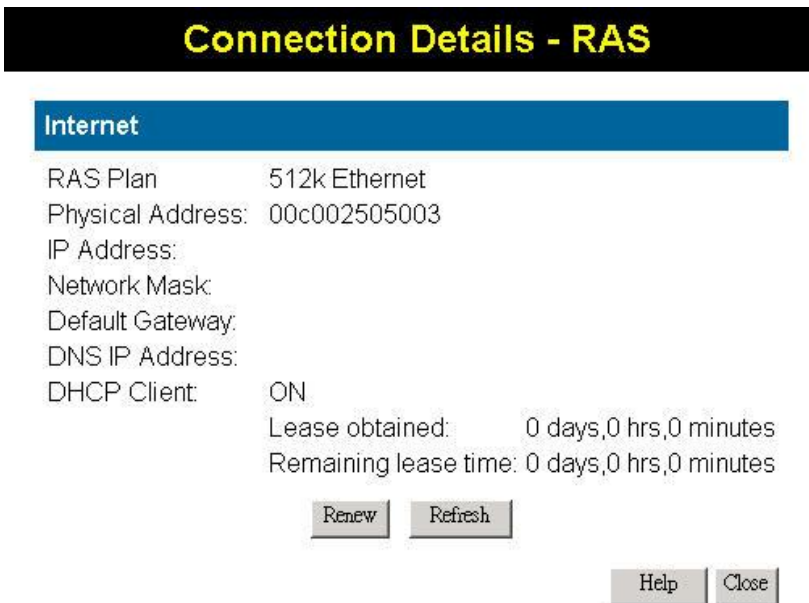 Connection Details - RAS
Internet
RAS Plan 512k Ethernet
Physical Address: 00c002505003
IP Address:
Network Mask:
Default Gateway:
DNS IP Address:
DHCP Client: ON
Lease obtained: 0 days,0 hrs,0 minutes
Remaining lease time: 0 days,0 hrs,0 minutes
Renew Refresh
Help Close